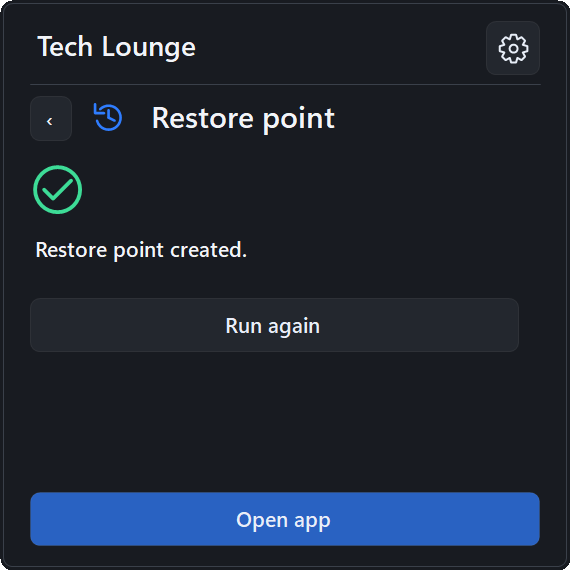 Tech Lounge
‹
Restore point
Restore point created.
Run again
Open app